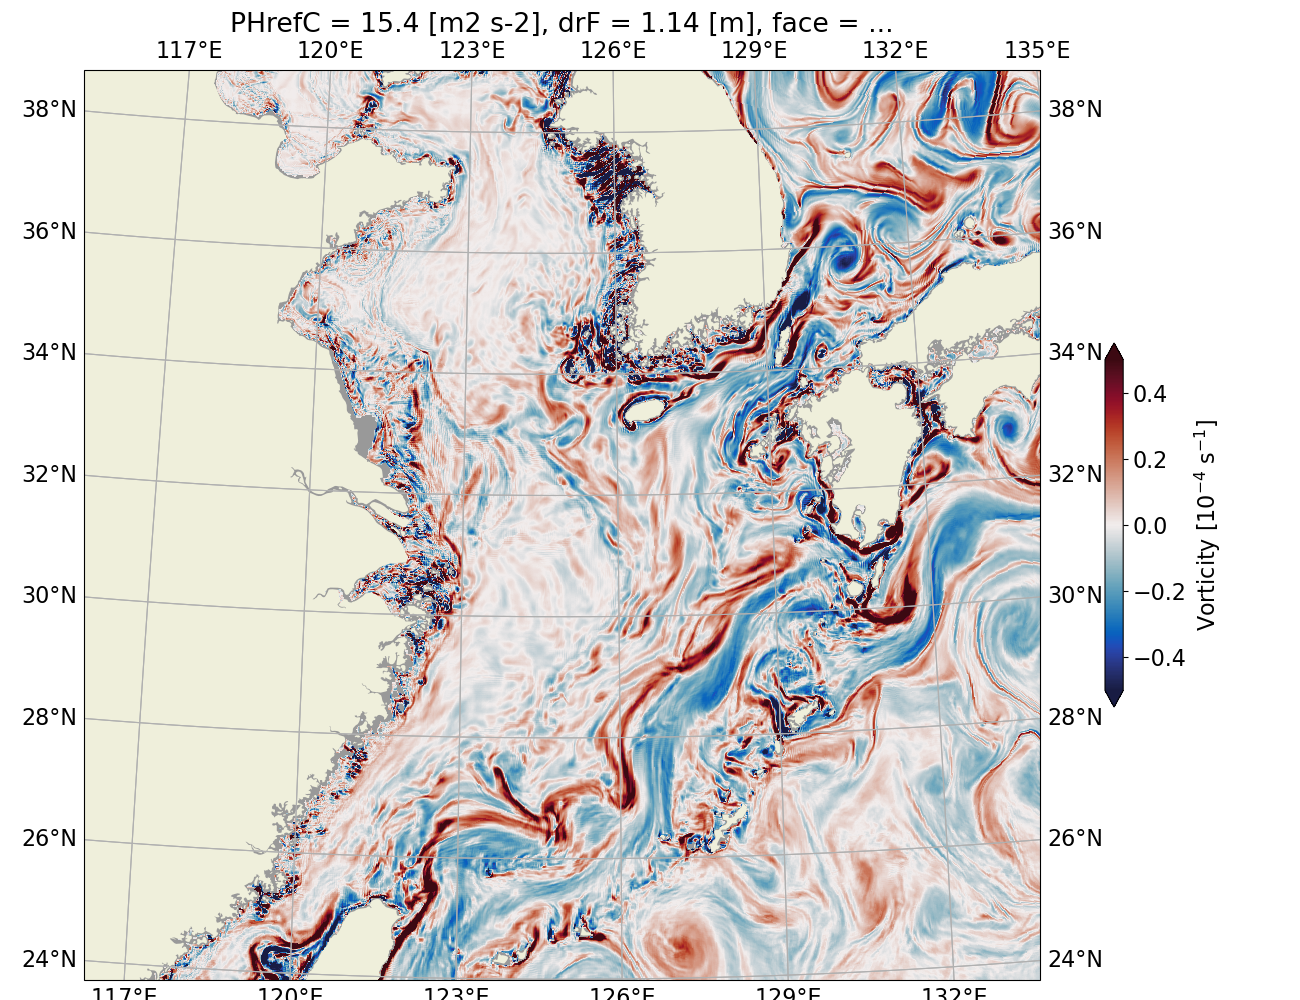 PHrefC = 15.4 [m2 s-2], drF = 1.14 [m], face = ...
117°E 120°E 123°E 126°E 129°E 132°E 135°E
38°N 38°N
36°N 36°N
34°N 34°N
0.4
32°N 0.2 32°N
0.0
30°N −0.2 30°N
−0.4
Vorticity [10⁻⁴ s⁻¹]
28°N 28°N
26°N 26°N
24°N 24°N
117°E 120°E 123°E 126°E 129°E 132°E